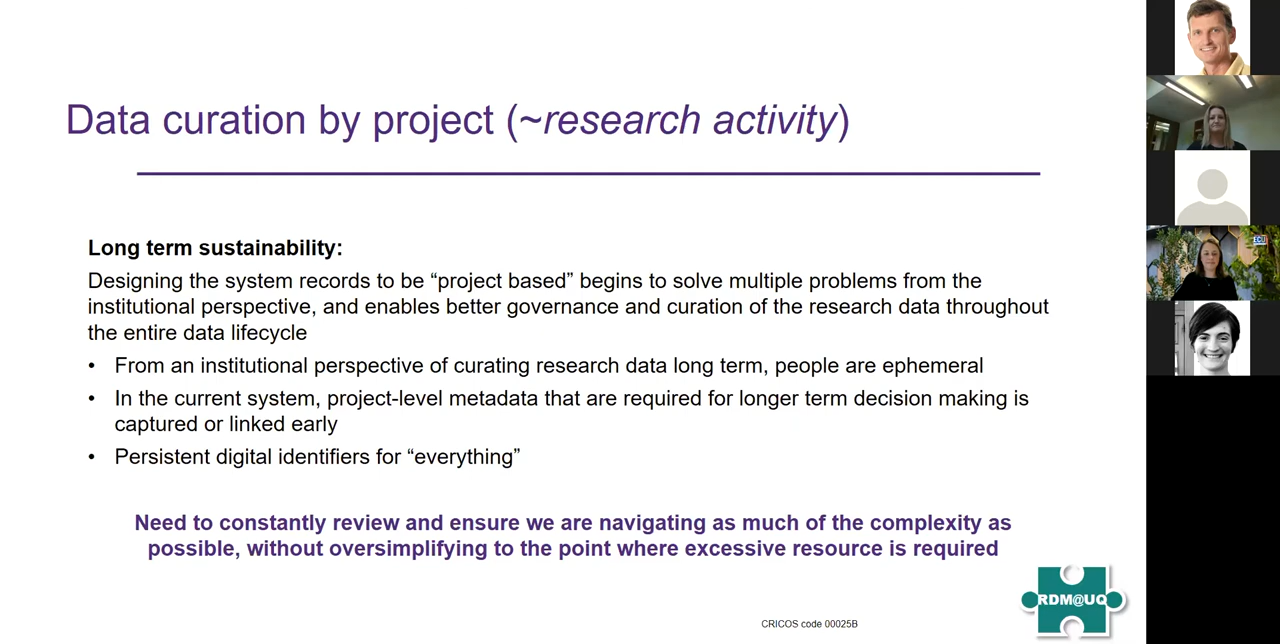 Data curation by project (~research activity)
Long term sustainability:
Designing the system records to be “project based” begins to solve multiple problems from the
institutional perspective, and enables better governance and curation of the research data throughout
the entire data lifecycle
• From an institutional perspective of curating research data long term, people are ephemeral
• In the current system, project-level metadata that are required for longer term decision making is
captured or linked early
• Persistent digital identifiers for “everything”
Need to constantly review and ensure we are navigating as much of the complexity as
possible, without oversimplifying to the point where excessive resource is required
RDM@UQ
CRICOS code 00025B
ECU